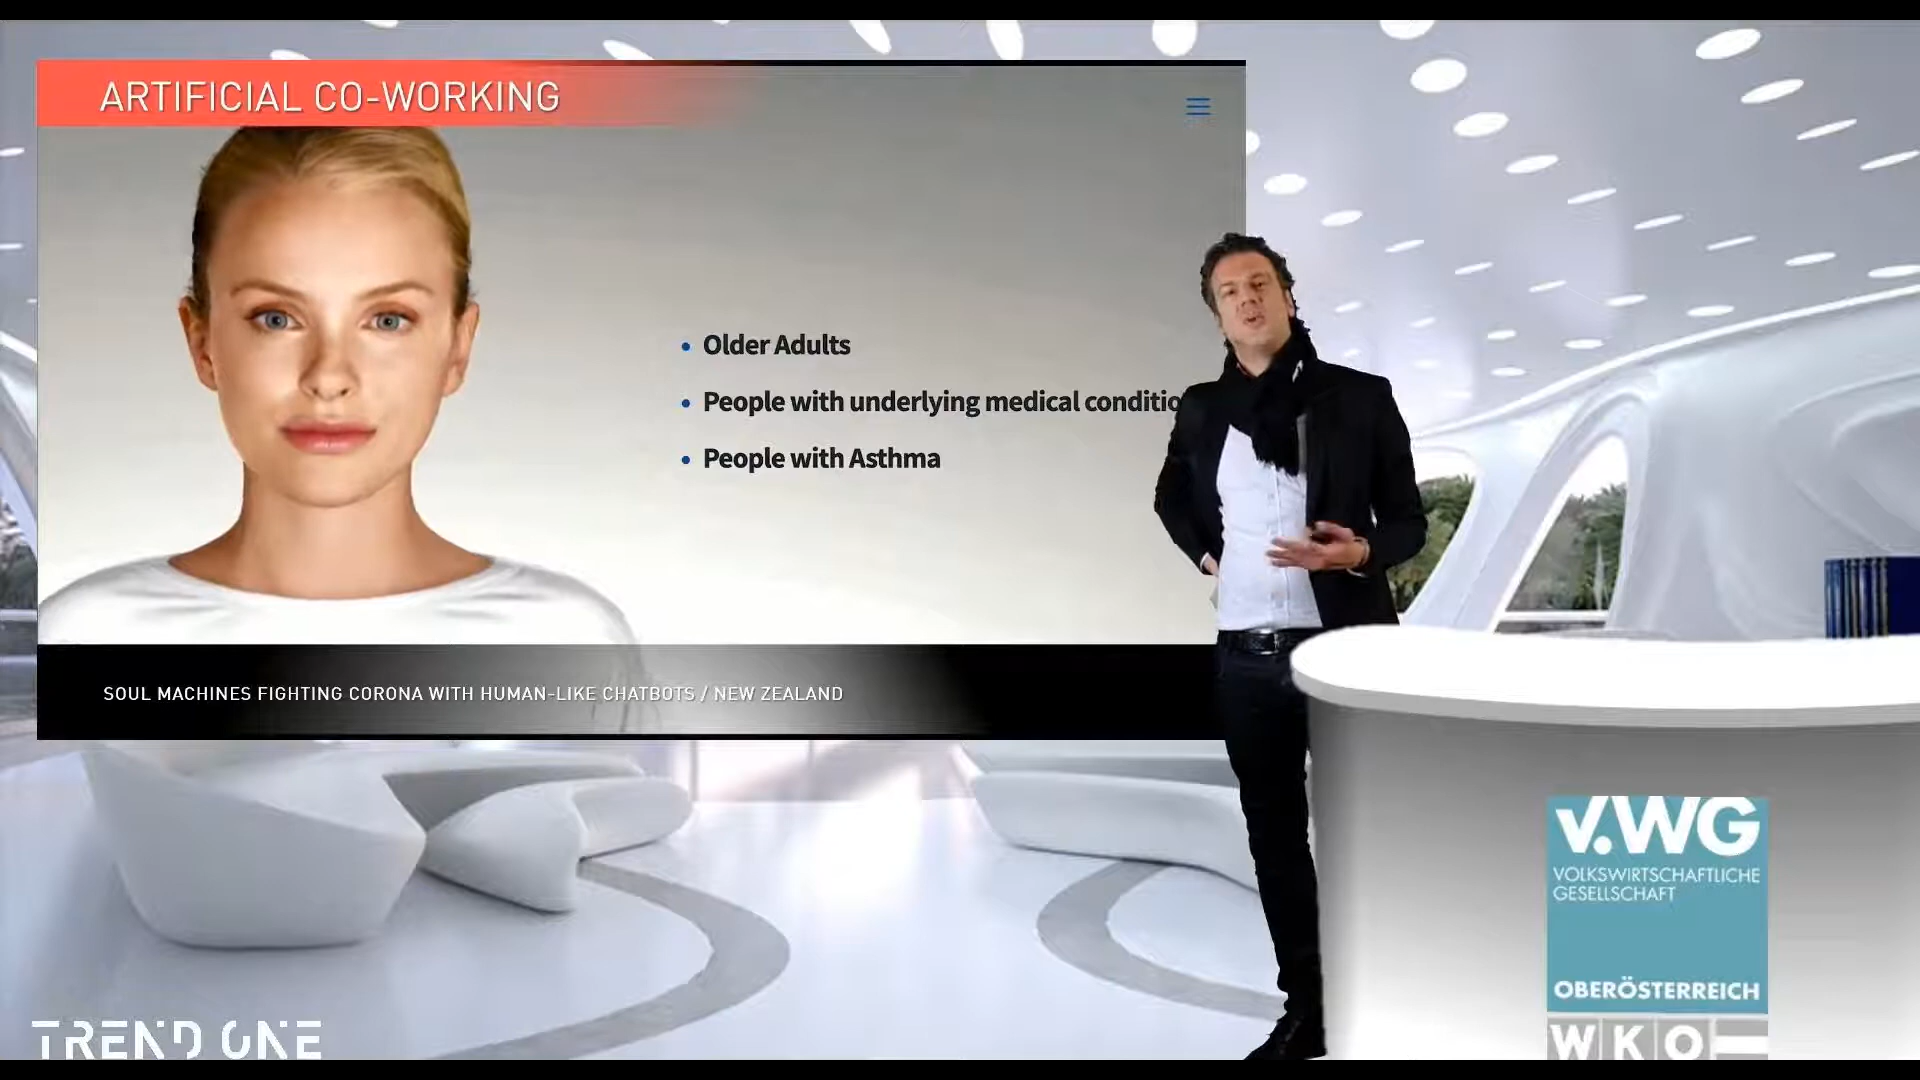 ARTIFICIAL CO-WORKING
• Older Adults
• People with underlying medical conditio
• People with Asthma
SOUL MACHINES FIGHTING CORONA WITH HUMAN-LIKE CHATBOTS / NEW ZEALAND
v.WG
VOLKSWIRTSCHAFTLICHE
GESELLSCHAFT
OBERÖSTERREICH
WKO
TREND ONE